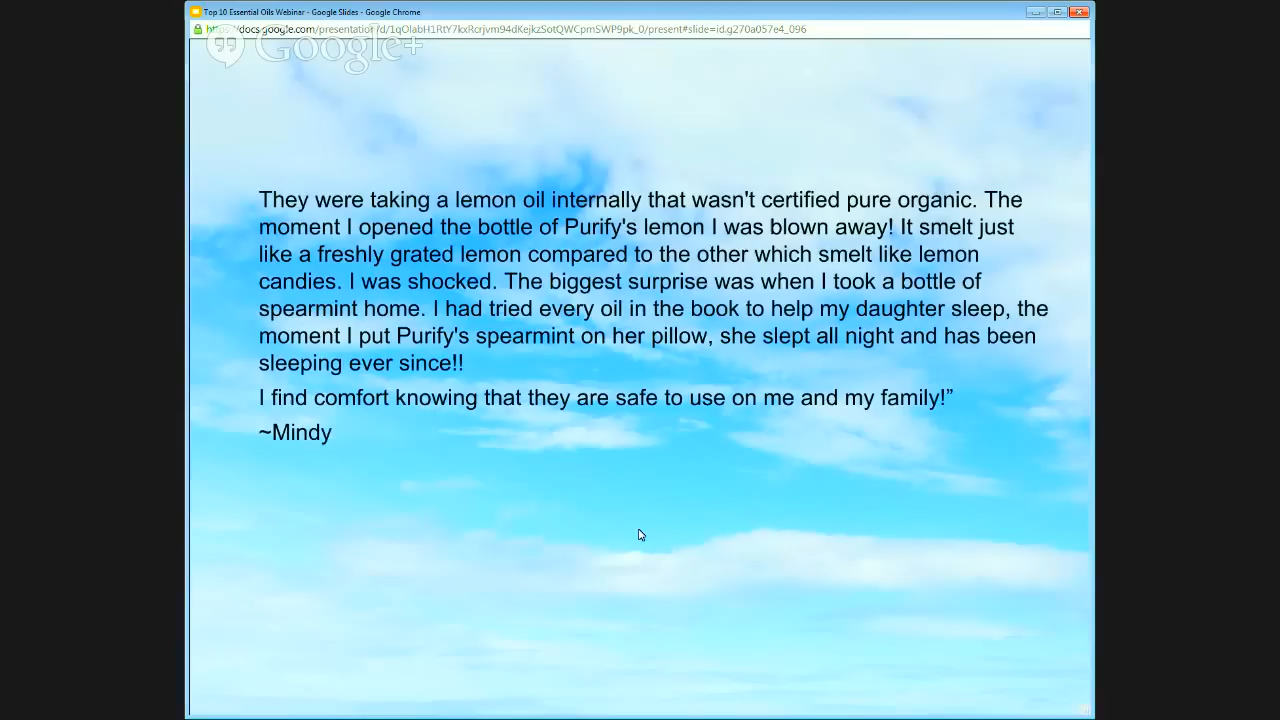 Top 10 Essential Oils Webinar - Google Slides - Google Chrome
https://docs.google.com/presentation/d/1qOlabH1RtY7kxRcrjvm94dKejkzSotQWCpmSWP9pk_0/present#slide=id.g270a057e4_096
Google+
They were taking a lemon oil internally that wasn't certified pure organic. The
moment I opened the bottle of Purify's lemon I was blown away! It smelt just
like a freshly grated lemon compared to the other which smelt like lemon
candies. I was shocked. The biggest surprise was when I took a bottle of
spearmint home. I had tried every oil in the book to help my daughter sleep, the
moment I put Purify's spearmint on her pillow, she slept all night and has been
sleeping ever since!!
I find comfort knowing that they are safe to use on me and my family!”
~Mindy